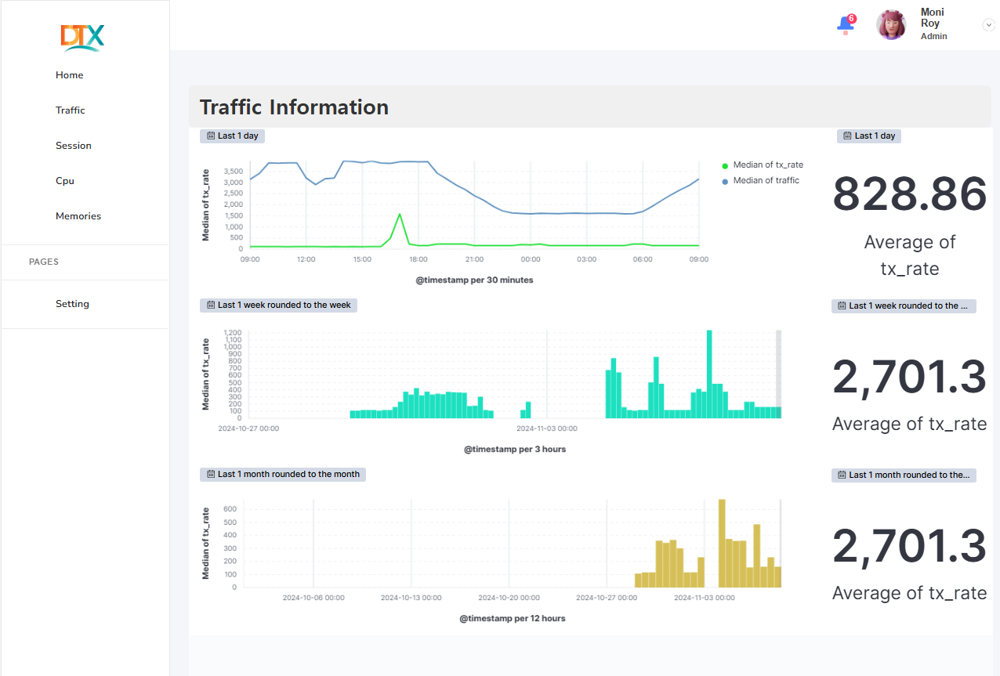 DTX
Home
Traffic
Session
Cpu
Memories
PAGES
Setting
6
Moni
Roy
Admin
Traffic Information
Last 1 day
Median of tx_rate
3,500
3,000
2,500
2,000
1,500
1,000
500
0
09:00 12:00 15:00 18:00 21:00 00:00 03:00 06:00 09:00
@timestamp per 30 minutes
Median of tx_rate
Median of traffic
Last 1 day
828.86
Average of
tx_rate
Last 1 week rounded to the week
Median of tx_rate
1,200
1,100
1,000
900
800
700
600
500
400
300
200
100
0
2024-10-27 00:00 2024-11-03 00:00
@timestamp per 3 hours
Last 1 week rounded to the ...
2,701.3
Average of tx_rate
Last 1 month rounded to the month
Median of tx_rate
600
500
400
300
200
100
0
2024-10-06 00:00 2024-10-13 00:00 2024-10-20 00:00 2024-10-27 00:00 2024-11-03 00:00
@timestamp per 12 hours
Last 1 month rounded to the...
2,701.3
Average of tx_rate